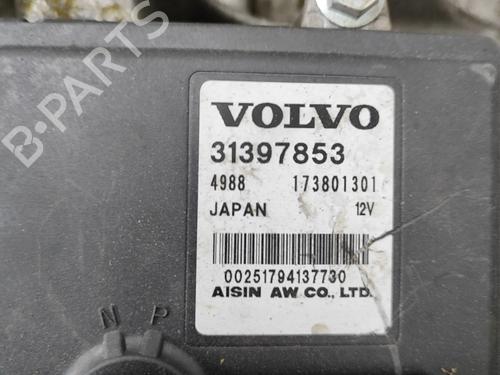 B-PARTS
VOLVO
31397853
4988 173801301
JAPAN 12V
00251794137730
AISIN AW CO., LTD.
N P